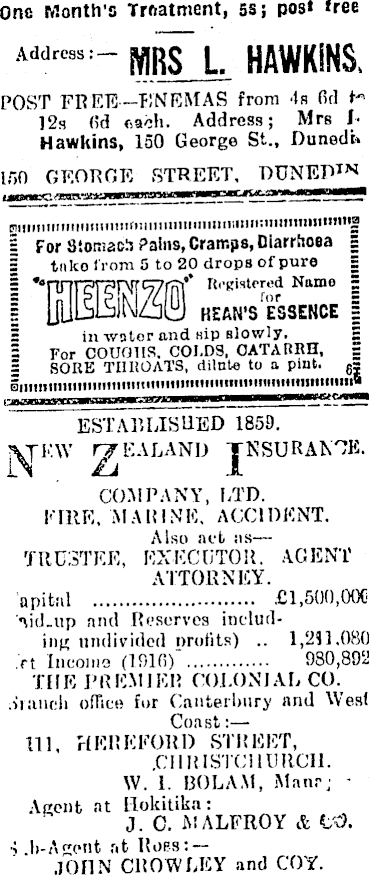 One Month's Treatment, 5s; post free
Address:—
MRS L. HAWKINS,
POST FREE—ENEMAS from 4s 6d to
12s 6d each. Address; Mrs L.
Hawkins, 150 George St., Dunedin
150 GEORGE STREET, DUNEDIN
For Stomach Pains, Cramps, Diarrhoea
take from 5 to 20 drops of pure
"HEENZO"
Registered Name
for
HEAN'S ESSENCE
in water and sip slowly.
For COUGHS, COLDS, CATARRH,
SORE THROATS, dilute to a pint.
ESTABLISHED 1859.
NEW ZEALAND INSURANCE.
COMPANY, LTD.
FIRE, MARINE, ACCIDENT.
Also act as—
TRUSTEE, EXECUTOR, AGENT
ATTORNEY.
apital ........................ £1,500,000
aid-up and Reserves includ-
ing undivided profits) .. 1,211,080
et Income (1916) ............ 980,892
THE PREMIER COLONIAL CO.
Branch office for Canterbury and West
Coast:—
111, HEREFORD STREET,
CHRISTCHURCH.
W. I. BOLAM, Mana
Agent at Hokitika:
J. C. MALFROY & CO.
Sub-Agent at Ross:—
JOHN CROWLEY and COY.